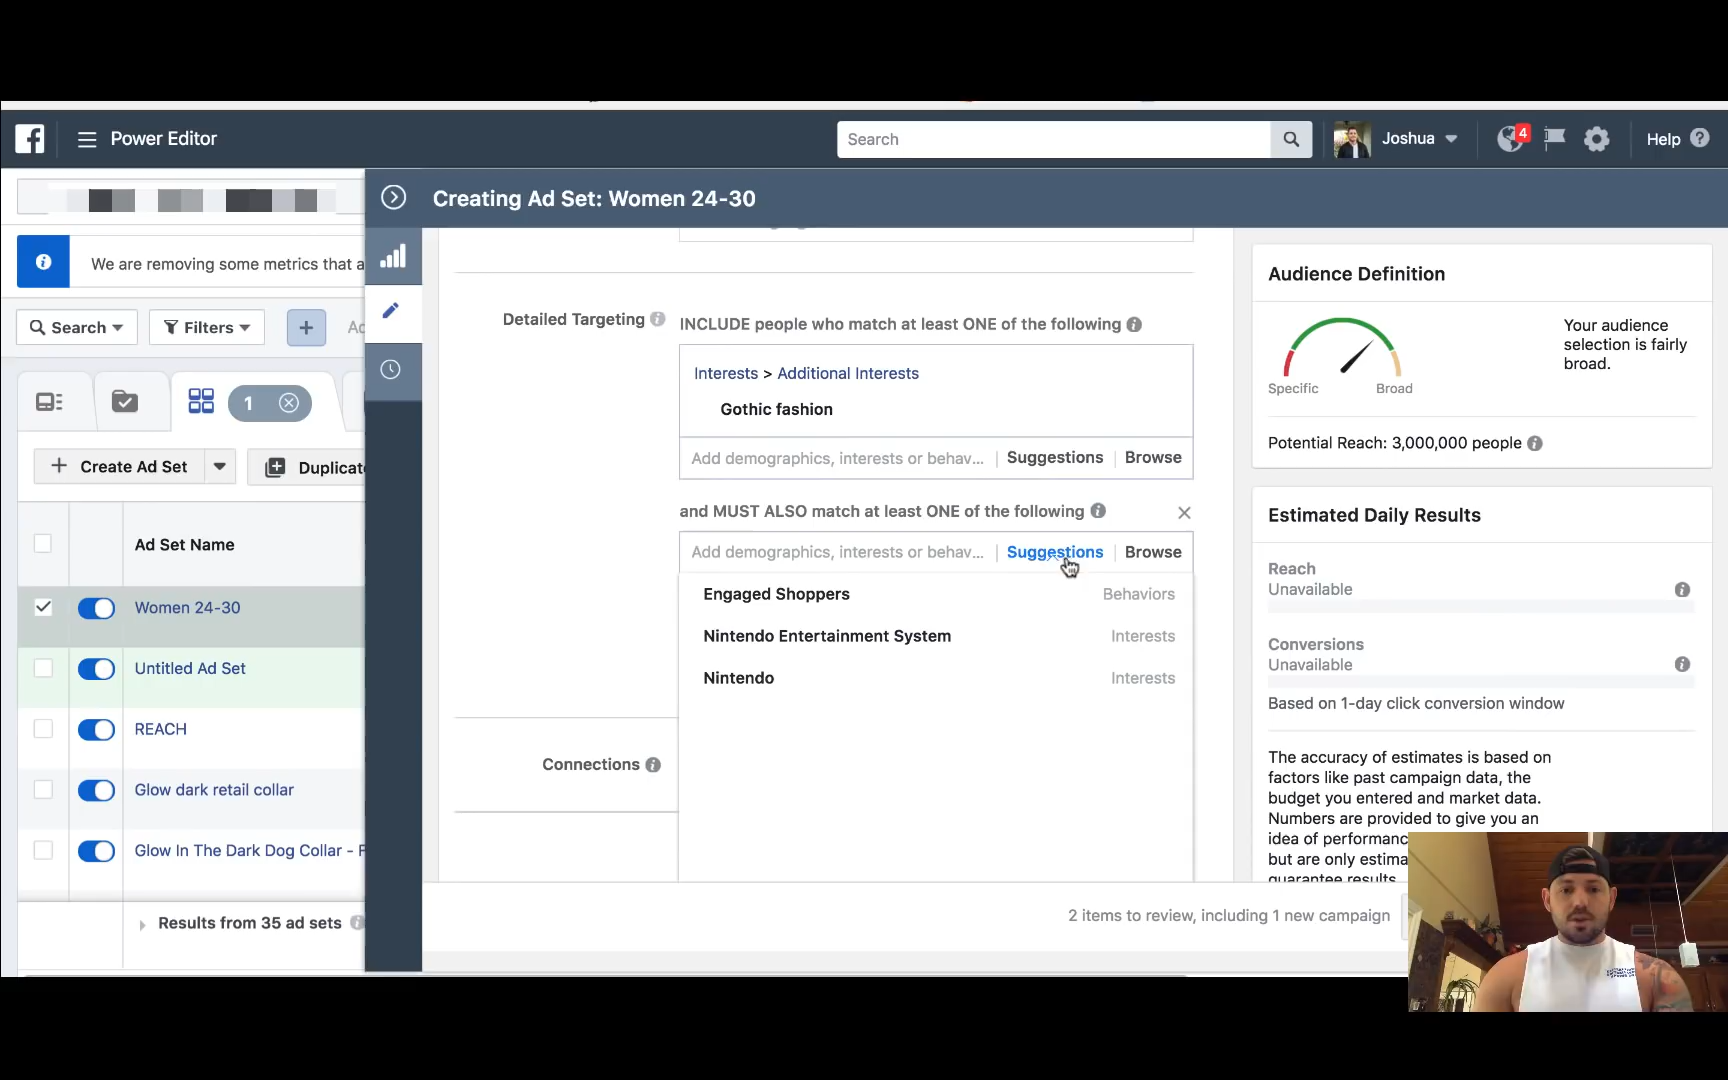 Power Editor
Search
Joshua
4
Help
Creating Ad Set: Women 24-30
We are removing some metrics that a
Search
Filters
Ad
1
Create Ad Set
Duplicate
Ad Set Name
Women 24-30
Untitled Ad Set
REACH
Glow dark retail collar
Glow In The Dark Dog Collar - F
Results from 35 ad sets
Detailed Targeting
INCLUDE people who match at least ONE of the following
Interests > Additional Interests
Gothic fashion
Add demographics, interests or behav... | Suggestions | Browse
and MUST ALSO match at least ONE of the following
Add demographics, interests or behav... | Suggestions | Browse
Engaged Shoppers Behaviors
Nintendo Entertainment System Interests
Nintendo Interests
Connections
2 items to review, including 1 new campaign
Audience Definition
Your audience
selection is fairly
broad.
Specific
Broad
Potential Reach: 3,000,000 people
Estimated Daily Results
Reach
Unavailable
Conversions
Unavailable
Based on 1-day click conversion window
The accuracy of estimates is based on
factors like past campaign data, the
budget you entered and market data.
Numbers are provided to give you an
idea of performanc
but are only estima
guarantee results.